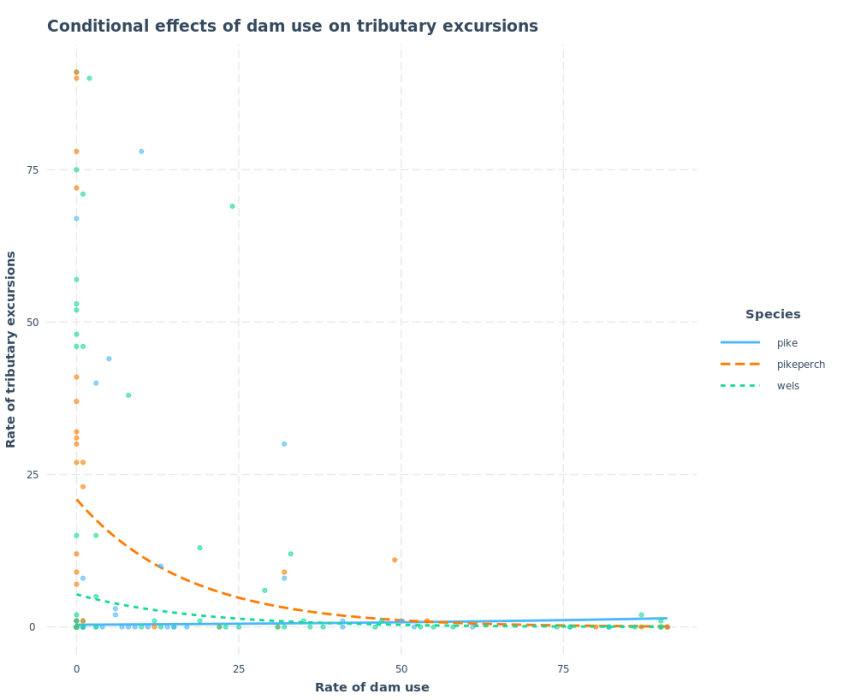 Conditional effects of dam use on tributary excursions
Rate of tributary excursions
75
50
25
0
0
25
50
75
Rate of dam use
Species
pike
pikeperch
wels